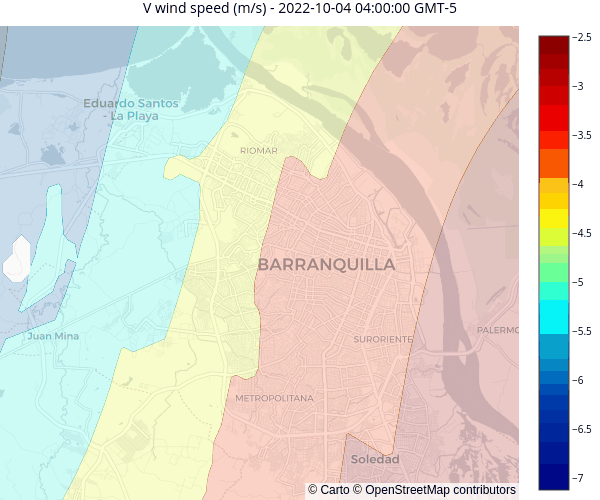 V wind speed (m/s) - 2022-10-04 04:00:00 GMT-5
−2.5
Eduardo Santos
- La Playa
−3
RIOMAR
−3.5
−4
−4.5
BARRANQUILLA
−5
Juan Mina
SURORIENTE
PALERMO
−5.5
−6
METROPOLITANA
−6.5
Soledad
−7
© Carto © OpenStreetMap contributors